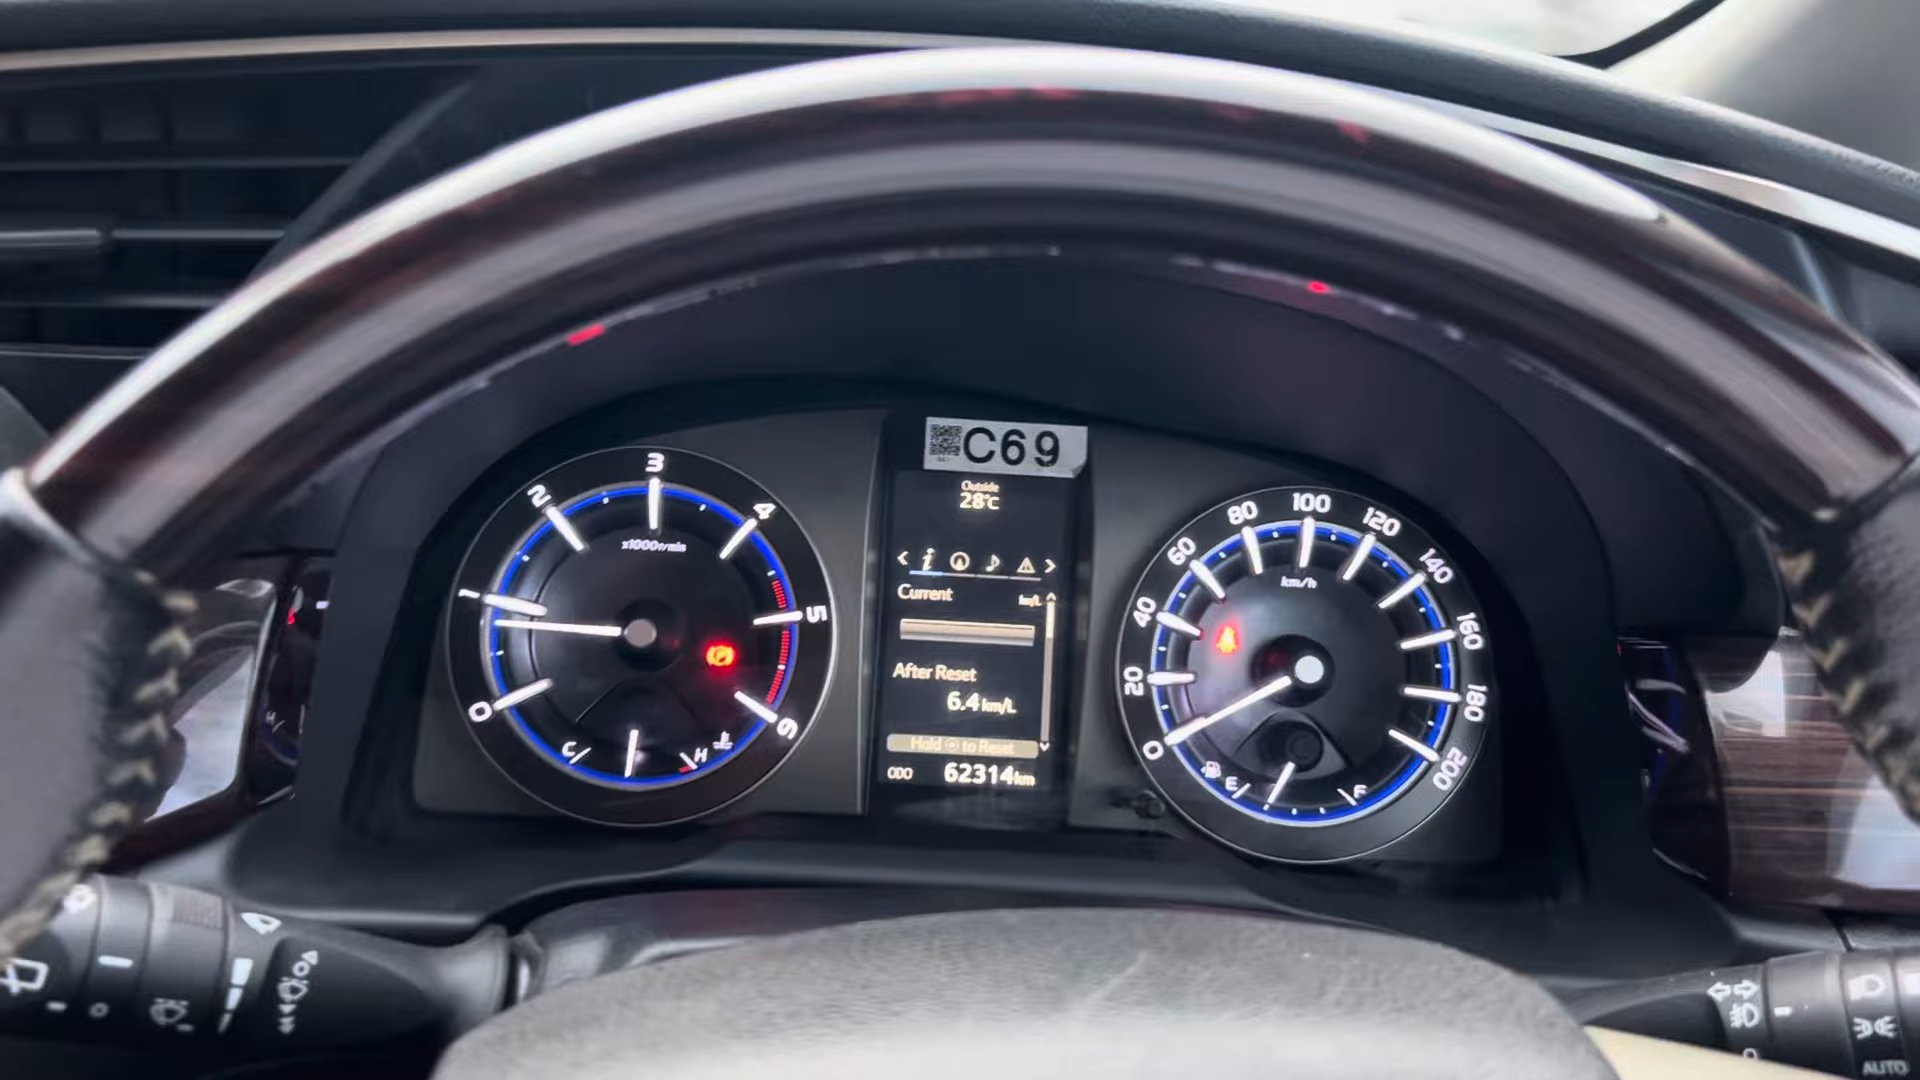 C69
Outside
28°C
Current km/L
After Reset
6.4 km/L
Hold to Reset
ODO 62314 km
0
1
2
3
4
5
6
x1000r/min
C
H
0
20
40
60
80
100
120
140
160
180
200
km/h
E
F
AUTO